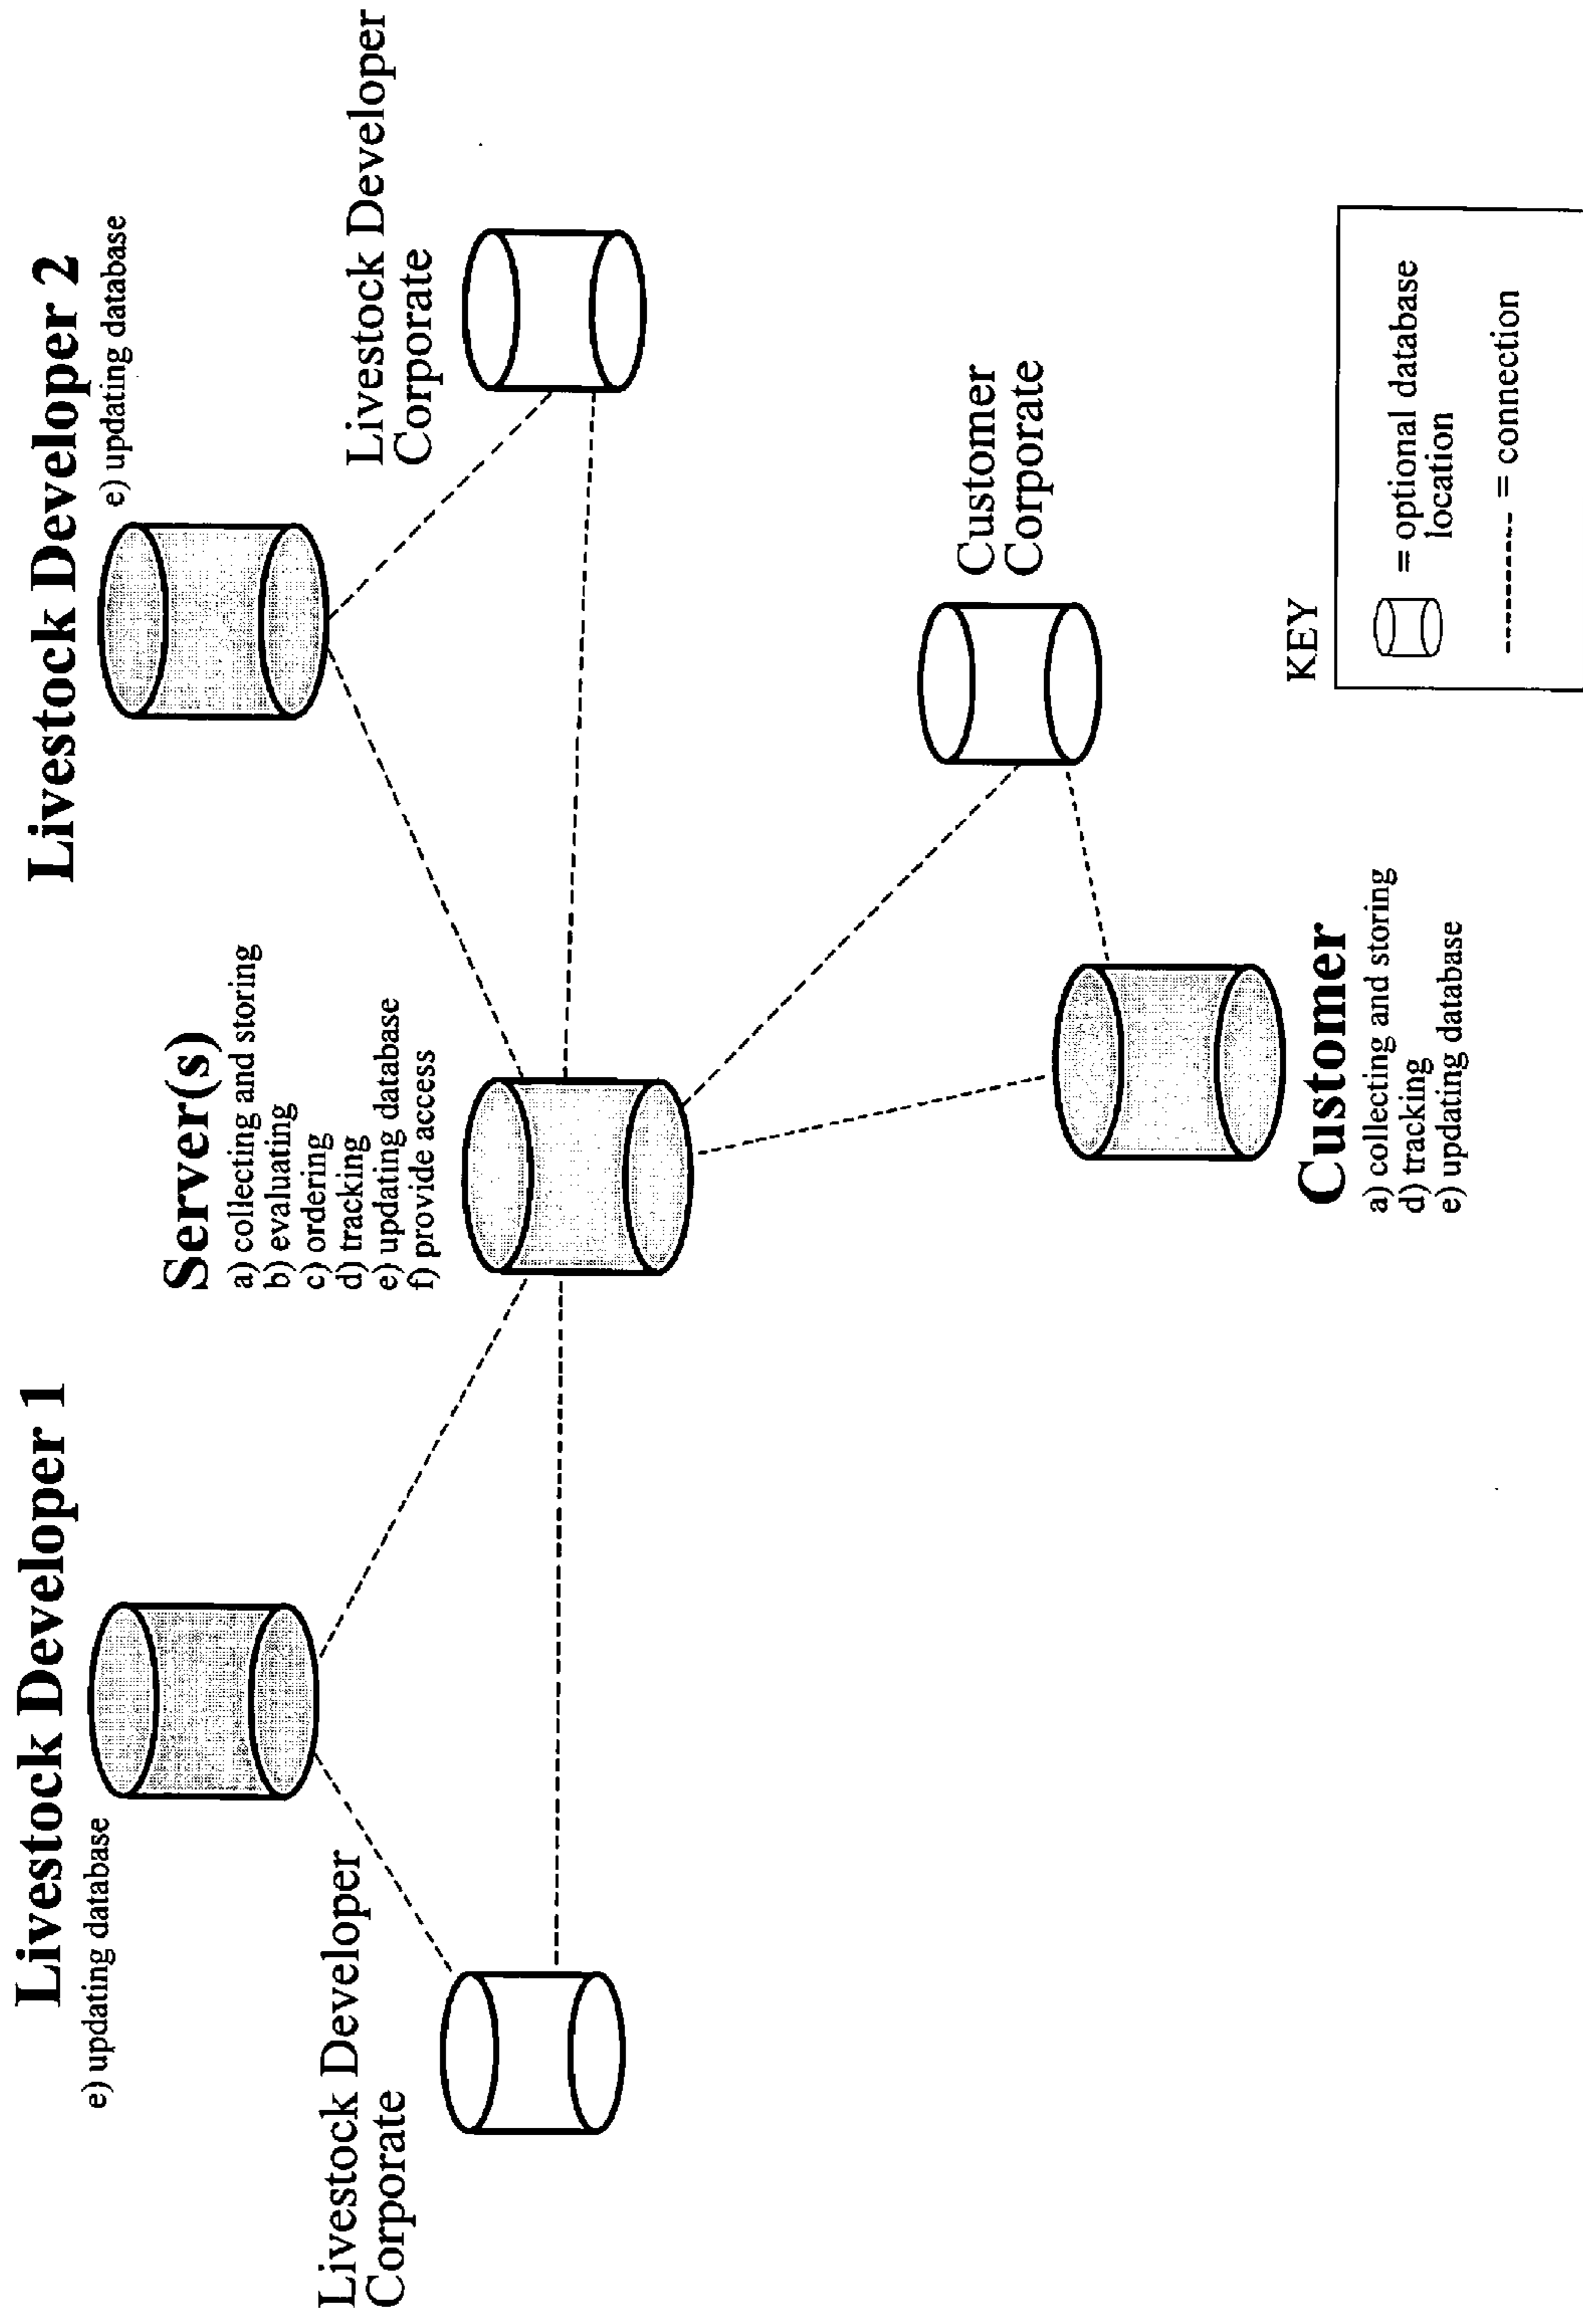 Livestock Developer 1
e) updating database
Livestock Developer
Corporate
Server(s)
a) collecting and storing
b) evaluating
c) ordering
d) tracking
e) updating database
f) provide access
Livestock Developer 2
e) updating database
Livestock Developer
Corporate
Customer
Corporate
Customer
a) collecting and storing
d) tracking
e) updating database
KEY
= optional database
location
--------- = connection